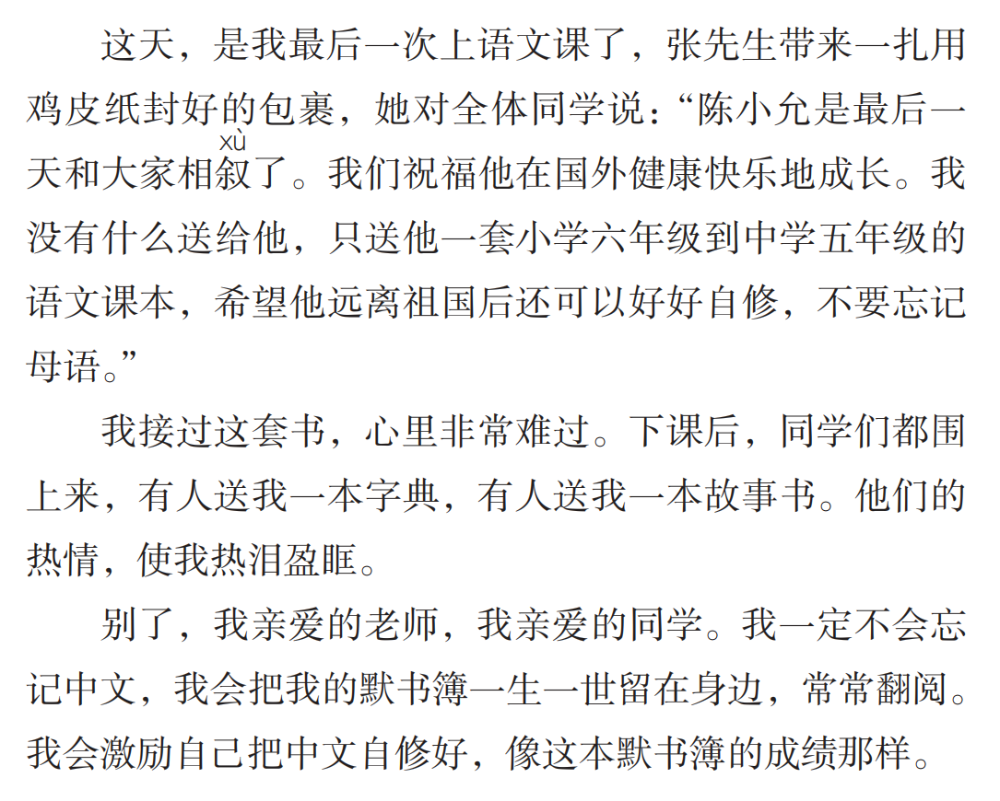 这天，是我最后一次上语文课了，张先生带来一扎用
鸡皮纸封好的包裹，她对全体同学说：“陈小允是最后一
xù
天和大家相叙了。我们祝福他在国外健康快乐地成长。我
没有什么送给他，只送他一套小学六年级到中学五年级的
语文课本，希望他远离祖国后还可以好好自修，不要忘记
母语。”
我接过这套书，心里非常难过。下课后，同学们都围
上来，有人送我一本字典，有人送我一本故事书。他们的
热情，使我热泪盈眶。
别了，我亲爱的老师，我亲爱的同学。我一定不会忘
记中文，我会把我的默书簿一生一世留在身边，常常翻阅。
我会激励自己把中文自修好，像这本默书簿的成绩那样。